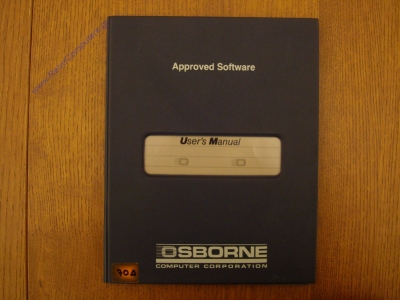 Approved Software
User's Manual
OSBORNE
COMPUTER CORPORATION